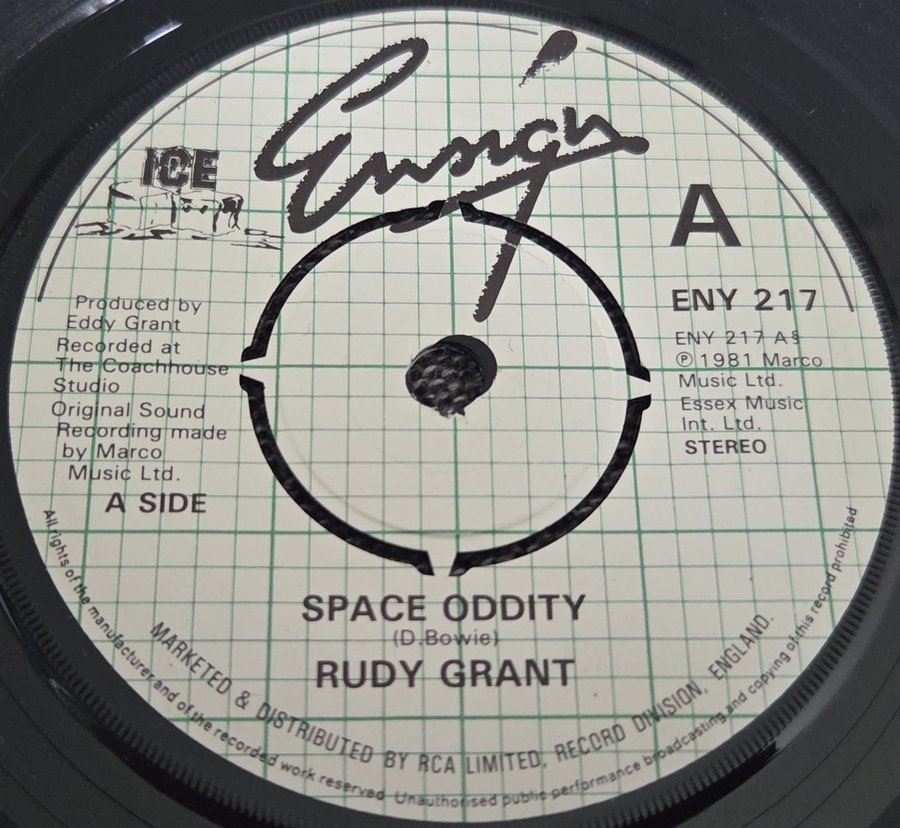 Ensign
ICE
A
Produced by
Eddy Grant
Recorded at
The Coachhouse
Studio
Original Sound
Recording made
by Marco
Music Ltd.
A SIDE
ENY 217
ENY 217 A§
℗ 1981 Marco
Music Ltd.
Essex Music
Int. Ltd.
STEREO
SPACE ODDITY
(D.Bowie)
RUDY GRANT
MARKETED & DISTRIBUTED BY RCA LIMITED, RECORD DIVISION, ENGLAND.
All rights of the manufacturer and of the recorded work reserved. Unauthorised public performance broadcasting and copying of this record prohibited